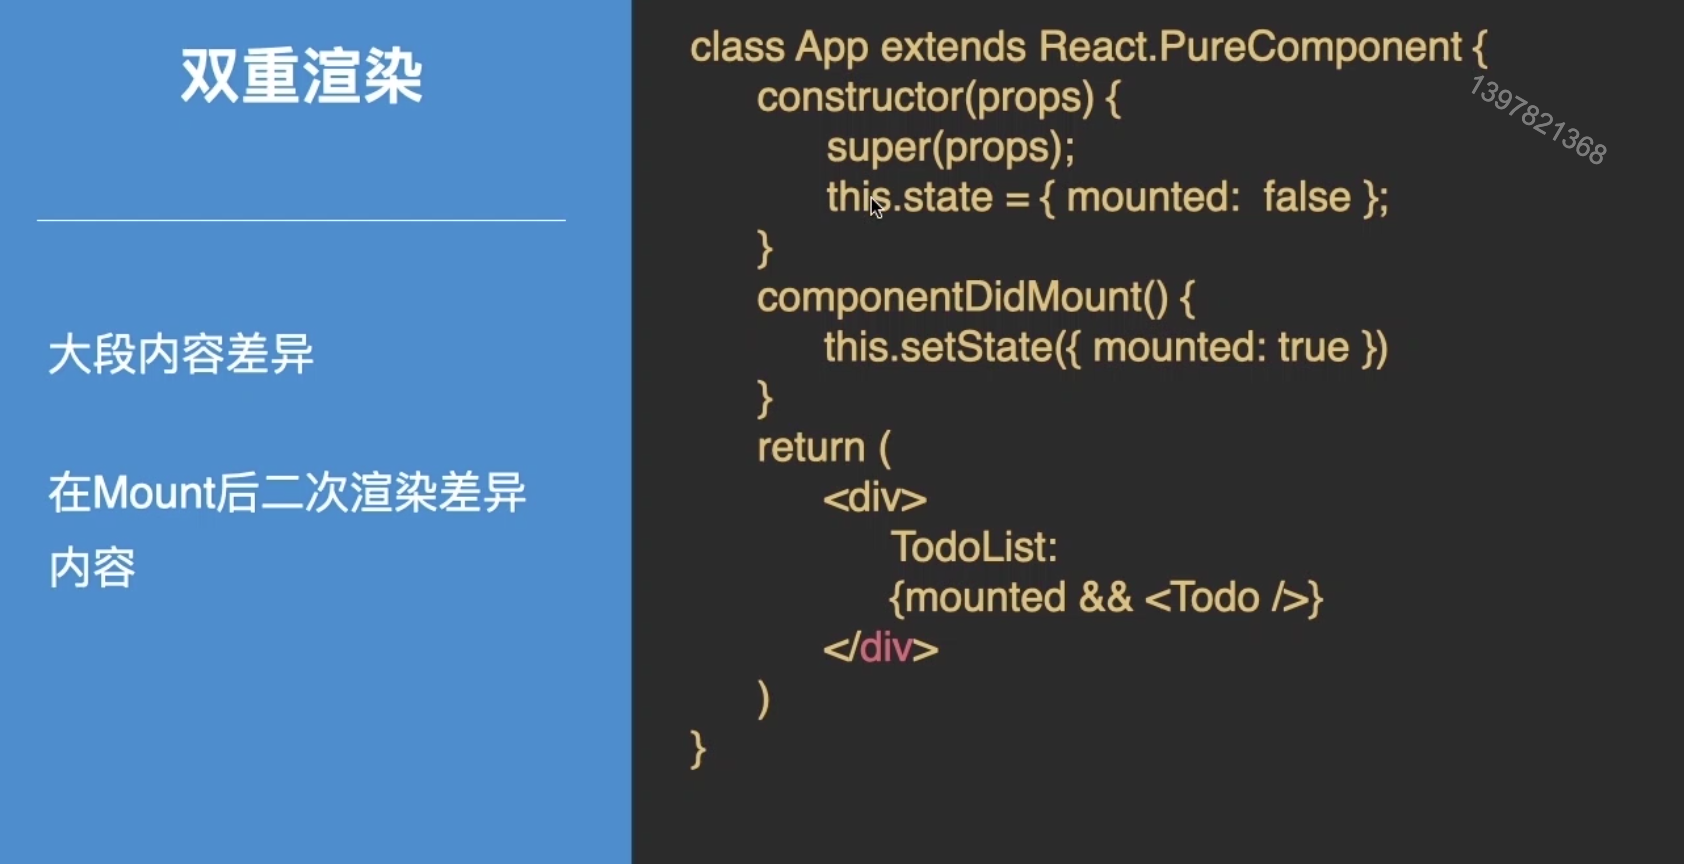 双重渲染
大段内容差异
在Mount后二次渲染差异
内容
class App extends React.PureComponent {
constructor(props) {
super(props);
this.state = { mounted:  false };
}
componentDidMount() {
this.setState({ mounted: true })
}
return (
<div>
TodoList:
{mounted && <Todo />}
</div>
)
}
1397821368